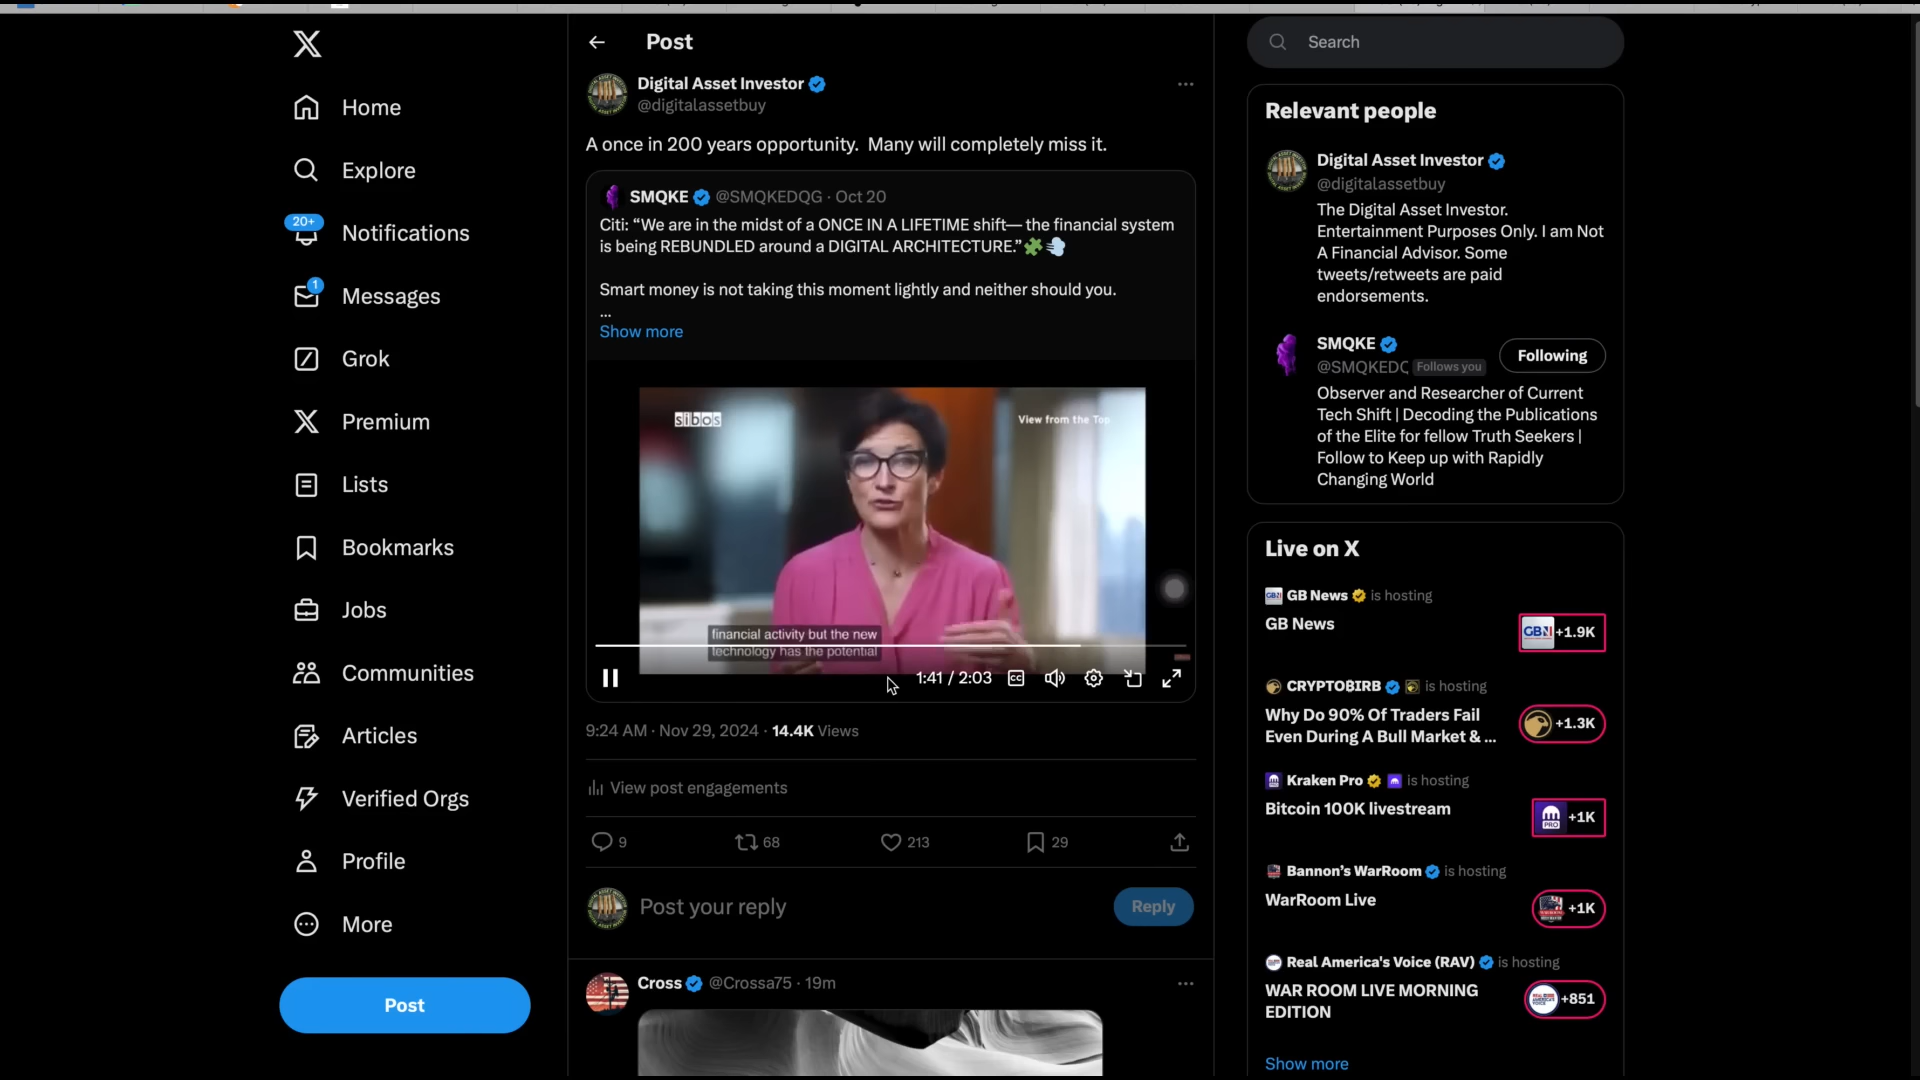 Post
Search
Digital Asset Investor
@digitalassetbuy
A once in 200 years opportunity. Many will completely miss it.
SMQKE @SMQKEDQG · Oct 20
Citi: “We are in the midst of a ONCE IN A LIFETIME shift— the financial system
is being REBUNDLED around a DIGITAL ARCHITECTURE.”
Smart money is not taking this moment lightly and neither should you.
...
Show more
sibos
View from the Top
financial activity but the new
technology has the potential
1:41 / 2:03
CC
9:24 AM · Nov 29, 2024 · 14.4K Views
View post engagements
9
68
213
29
Post your reply
Reply
Cross @Crossa75 · 19m
Home
Explore
20+
Notifications
1
Messages
Grok
Premium
Lists
Bookmarks
Jobs
Communities
Articles
Verified Orgs
Profile
More
Post
Relevant people
Digital Asset Investor
@digitalassetbuy
The Digital Asset Investor.
Entertainment Purposes Only. I am Not
A Financial Advisor. Some
tweets/retweets are paid
endorsements.
SMQKE
@SMQKEDC Follows you
Following
Observer and Researcher of Current
Tech Shift | Decoding the Publications
of the Elite for fellow Truth Seekers |
Follow to Keep up with Rapidly
Changing World
Live on X
GB News is hosting
GB News
GBN +1.9K
CRYPTO₿IRB is hosting
Why Do 90% Of Traders Fail
Even During A Bull Market & ...
+1.3K
Kraken Pro is hosting
Bitcoin 100K livestream
PRO +1K
Bannon’s WarRoom is hosting
WarRoom Live
+1K
Real America's Voice (RAV) is hosting
WAR ROOM LIVE MORNING
EDITION
+851
Show more